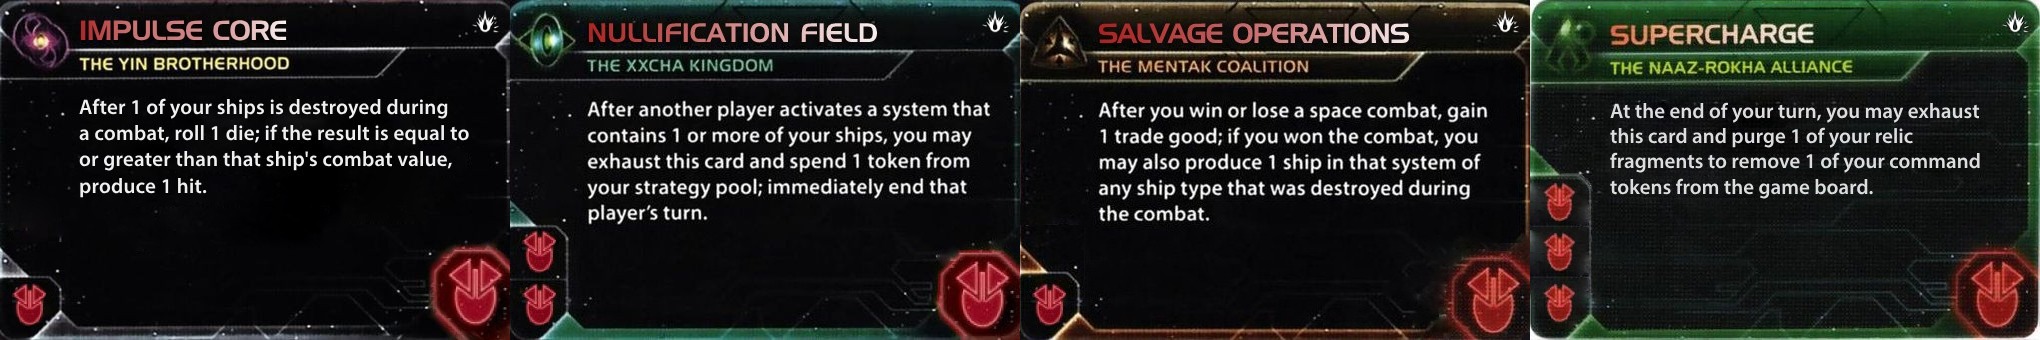 IMPULSE CORE
THE YIN BROTHERHOOD
After 1 of your ships is destroyed during
a combat, roll 1 die; if the result is equal to
or greater than that ship's combat value,
produce 1 hit.
NULLIFICATION FIELD
THE XXCHA KINGDOM
After another player activates a system that
contains 1 or more of your ships, you may
exhaust this card and spend 1 token from
your strategy pool; immediately end that
player's turn.
SALVAGE OPERATIONS
THE MENTAK COALITION
After you win or lose a space combat, gain
1 trade good; if you won the combat, you
may also produce 1 ship in that system of
any ship type that was destroyed during
the combat.
SUPERCHARGE
THE NAAZ-ROKHA ALLIANCE
At the end of your turn, you may exhaust
this card and purge 1 of your relic
fragments to remove 1 of your command
tokens from the game board.